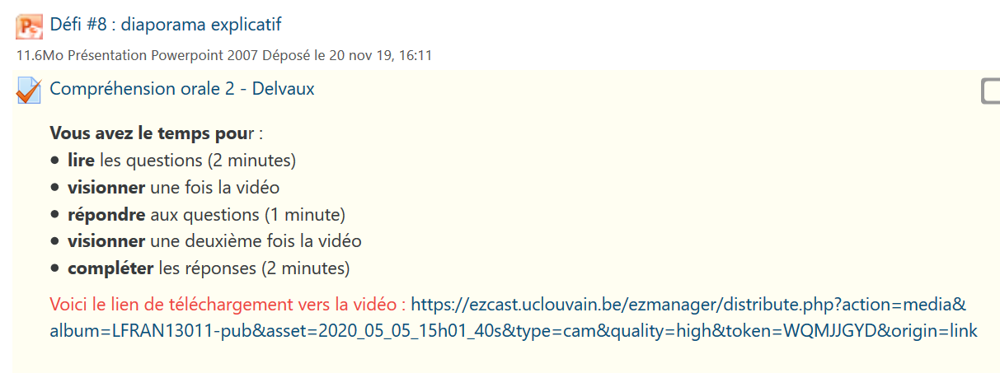 Défi #8 : diaporama explicatif
11.6Mo Présentation Powerpoint 2007 Déposé le 20 nov 19, 16:11
Compréhension orale 2 - Delvaux
Vous avez le temps pour :
• lire les questions (2 minutes)
• visionner une fois la vidéo
• répondre aux questions (1 minute)
• visionner une deuxième fois la vidéo
• compléter les réponses (2 minutes)
Voici le lien de téléchargement vers la vidéo : https://ezcast.uclouvain.be/ezmanager/distribute.php?action=media&
album=LFRAN13011-pub&asset=2020_05_05_15h01_40s&type=cam&quality=high&token=WQMJJGYD&origin=link